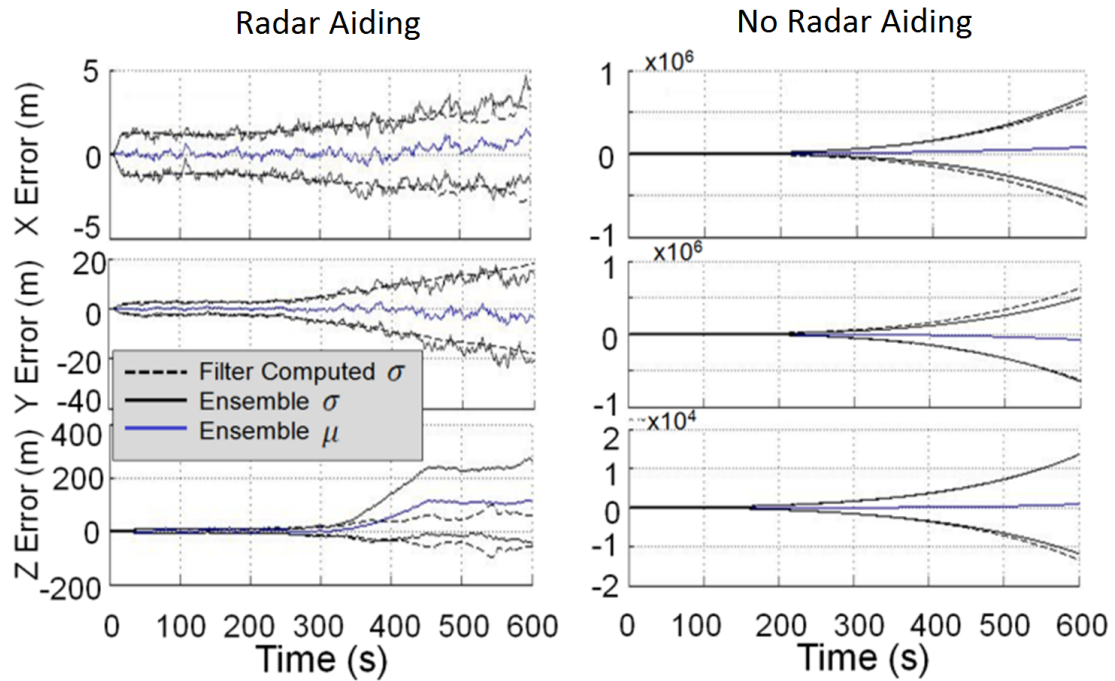 Radar Aiding
No Radar Aiding
X Error (m)
5
0
-5
x10⁶
1
0
-1
Y Error (m)
20
0
-20
-40
x10⁶
1
0
-1
Filter Computed σ
Ensemble σ
Ensemble μ
Z Error (m)
400
200
0
-200
x10⁴
2
1
0
-1
-2
0 100 200 300 400 500 600
Time (s)
0 100 200 300 400 500 600
Time (s)